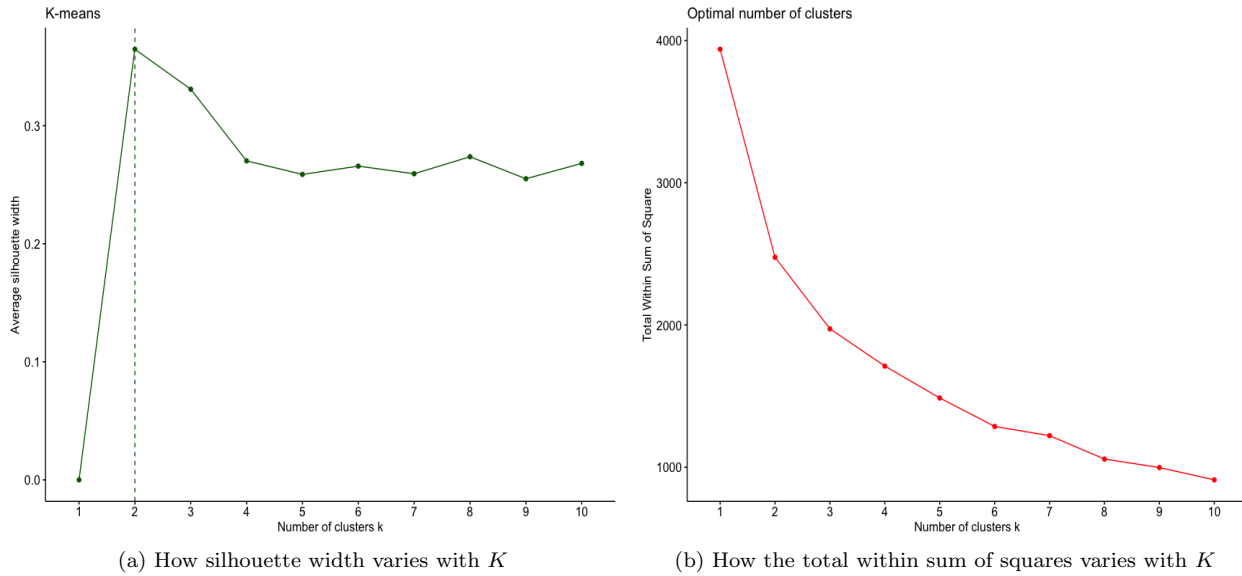 K-means
Average silhouette width
0.3
0.2
0.1
0.0
1 2 3 4 5 6 7 8 9 10
Number of clusters k
(a) How silhouette width varies with K
Optimal number of clusters
Total Within Sum of Square
4000
3000
2000
1000
1 2 3 4 5 6 7 8 9 10
Number of clusters k
(b) How the total within sum of squares varies with K